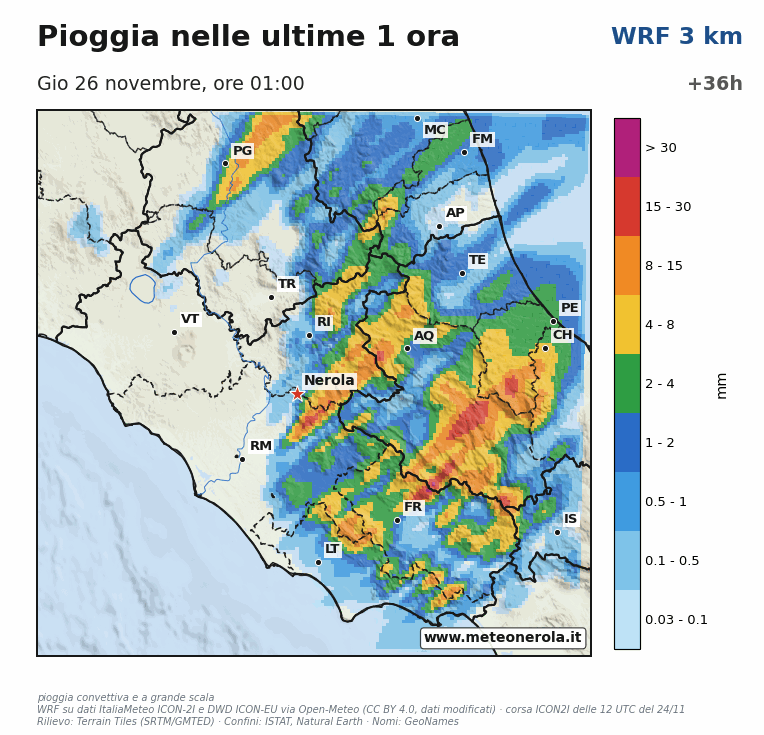 Pioggia nelle ultime 1 ora
WRF 3 km
Gio 26 novembre, ore 01:00
+36h
MC
FM
PG
AP
TE
TR
PE
VT
RI
CH
AQ
Nerola
RM
FR
IS
LT
www.meteonerola.it
> 30
15 - 30
8 - 15
4 - 8
2 - 4
1 - 2
0.5 - 1
0.1 - 0.5
0.03 - 0.1
mm
pioggia convettiva e a grande scala
WRF su dati ItaliaMeteo ICON-2I e DWD ICON-EU via Open-Meteo (CC BY 4.0, dati modificati) · corsa ICON2I delle 12 UTC del 24/11
Rilievo: Terrain Tiles (SRTM/GMTED) · Confini: ISTAT, Natural Earth · Nomi: GeoNames